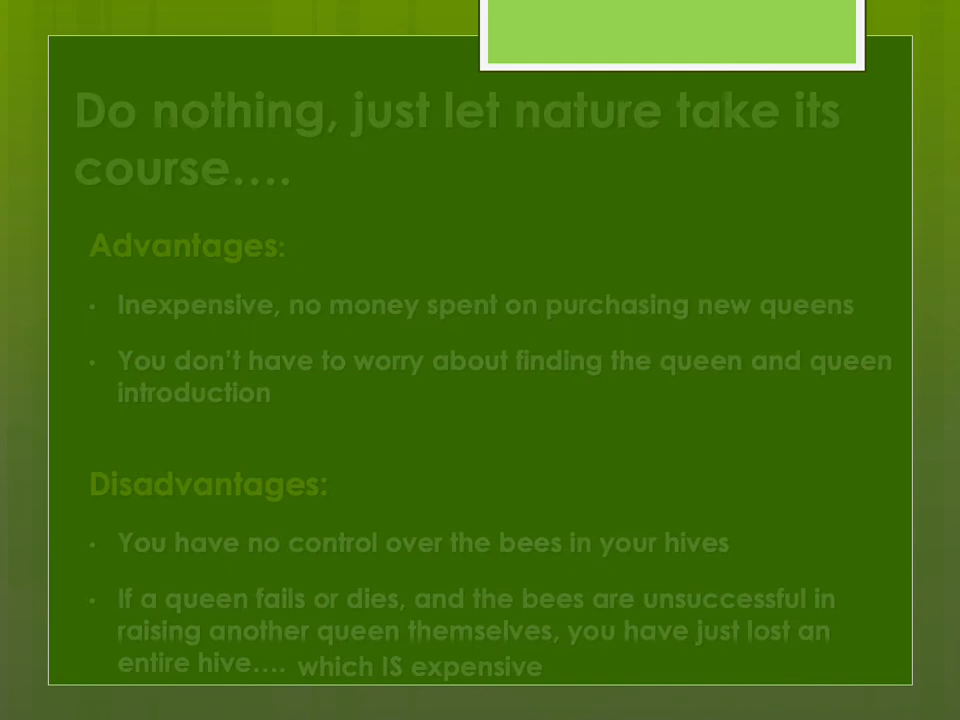 Do nothing, just let nature take its
course….
Advantages:
• Inexpensive, no money spent on purchasing new queens
• You don’t have to worry about finding the queen and queen
introduction
Disadvantages:
• You have no control over the bees in your hives
• If a queen fails or dies, and the bees are unsuccessful in
raising another queen themselves, you have just lost an
entire hive…. which IS expensive